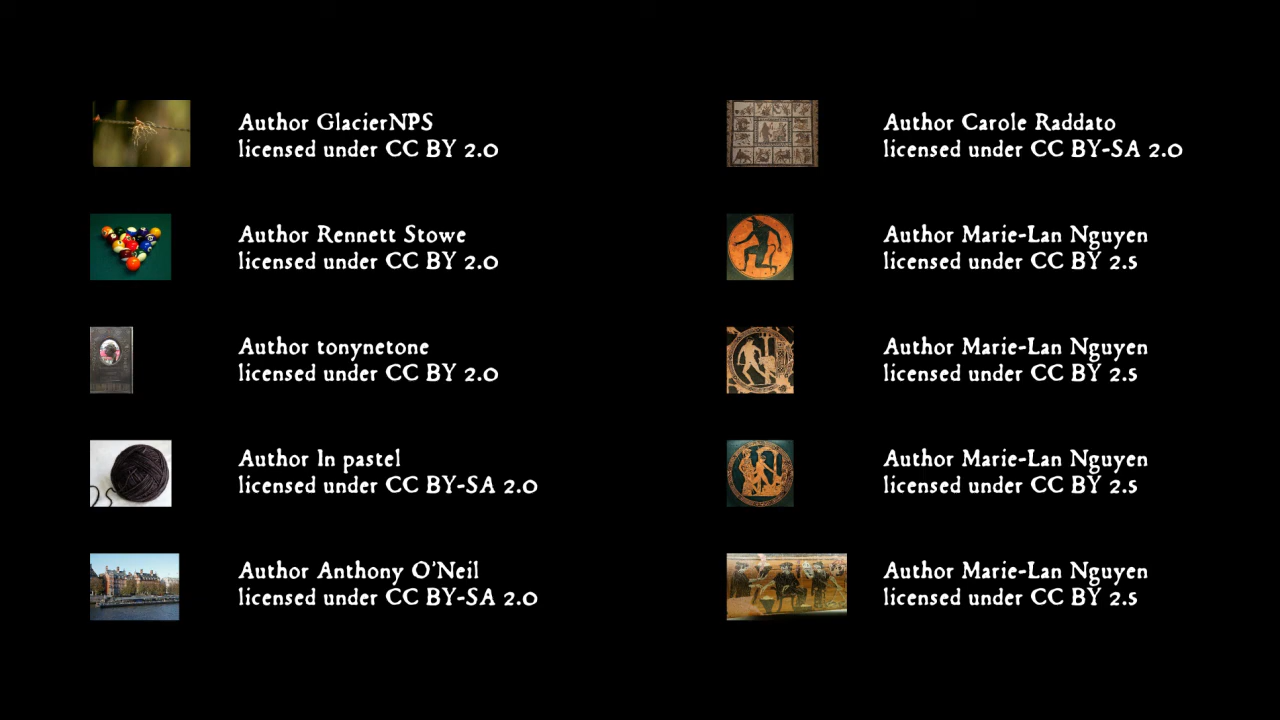 Author GlacierNPS
licensed under CC BY 2.0
Author Rennett Stowe
licensed under CC BY 2.0
Author tonynetone
licensed under CC BY 2.0
Author In pastel
licensed under CC BY-SA 2.0
Author Anthony O'Neil
licensed under CC BY-SA 2.0
Author Carole Raddato
licensed under CC BY-SA 2.0
Author Marie-Lan Nguyen
licensed under CC BY 2.5
Author Marie-Lan Nguyen
licensed under CC BY 2.5
Author Marie-Lan Nguyen
licensed under CC BY 2.5
Author Marie-Lan Nguyen
licensed under CC BY 2.5